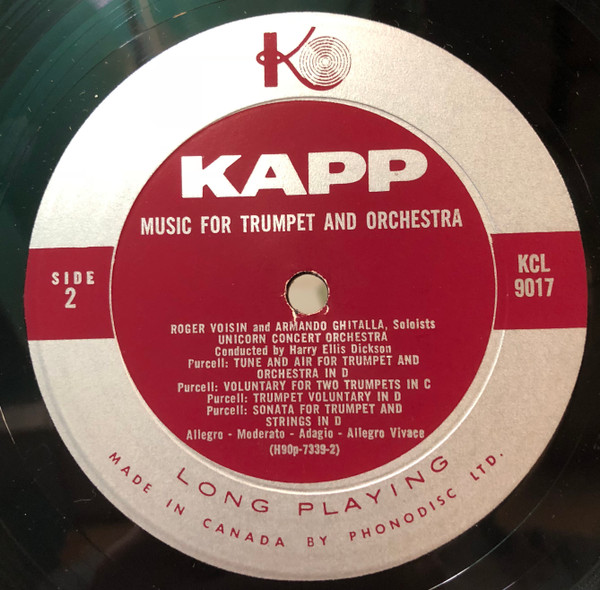 K
KAPP
MUSIC FOR TRUMPET AND ORCHESTRA
SIDE
2
KCL
9017
ROGER VOISIN and ARMANDO GHITALLA, Soloists
UNICORN CONCERT ORCHESTRA
Conducted by Harry Ellis Dickson
Purcell: TUNE AND AIR FOR TRUMPET AND
ORCHESTRA IN D
Purcell: VOLUNTARY FOR TWO TRUMPETS IN C
Purcell: TRUMPET VOLUNTARY IN D
Purcell: SONATA FOR TRUMPET AND
STRINGS IN D
Allegro - Moderato - Adagio - Allegro Vivace
(H90p-7339-2)
LONG PLAYING
MADE IN CANADA BY PHONODISC LTD.